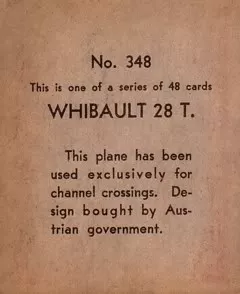 No. 348
This is one of a series of 48 cards
WHIBAULT 28 T.
This plane has been
used exclusively for
channel crossings. De-
sign bought by Aus-
trian government.